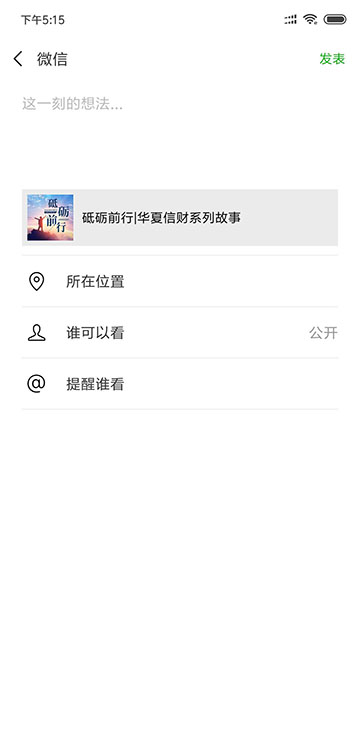 下午5:15
微信
发表
这一刻的想法...
砥砺
前行
砥砺前行|华夏信财系列故事
所在位置
谁可以看
公开
@
提醒谁看